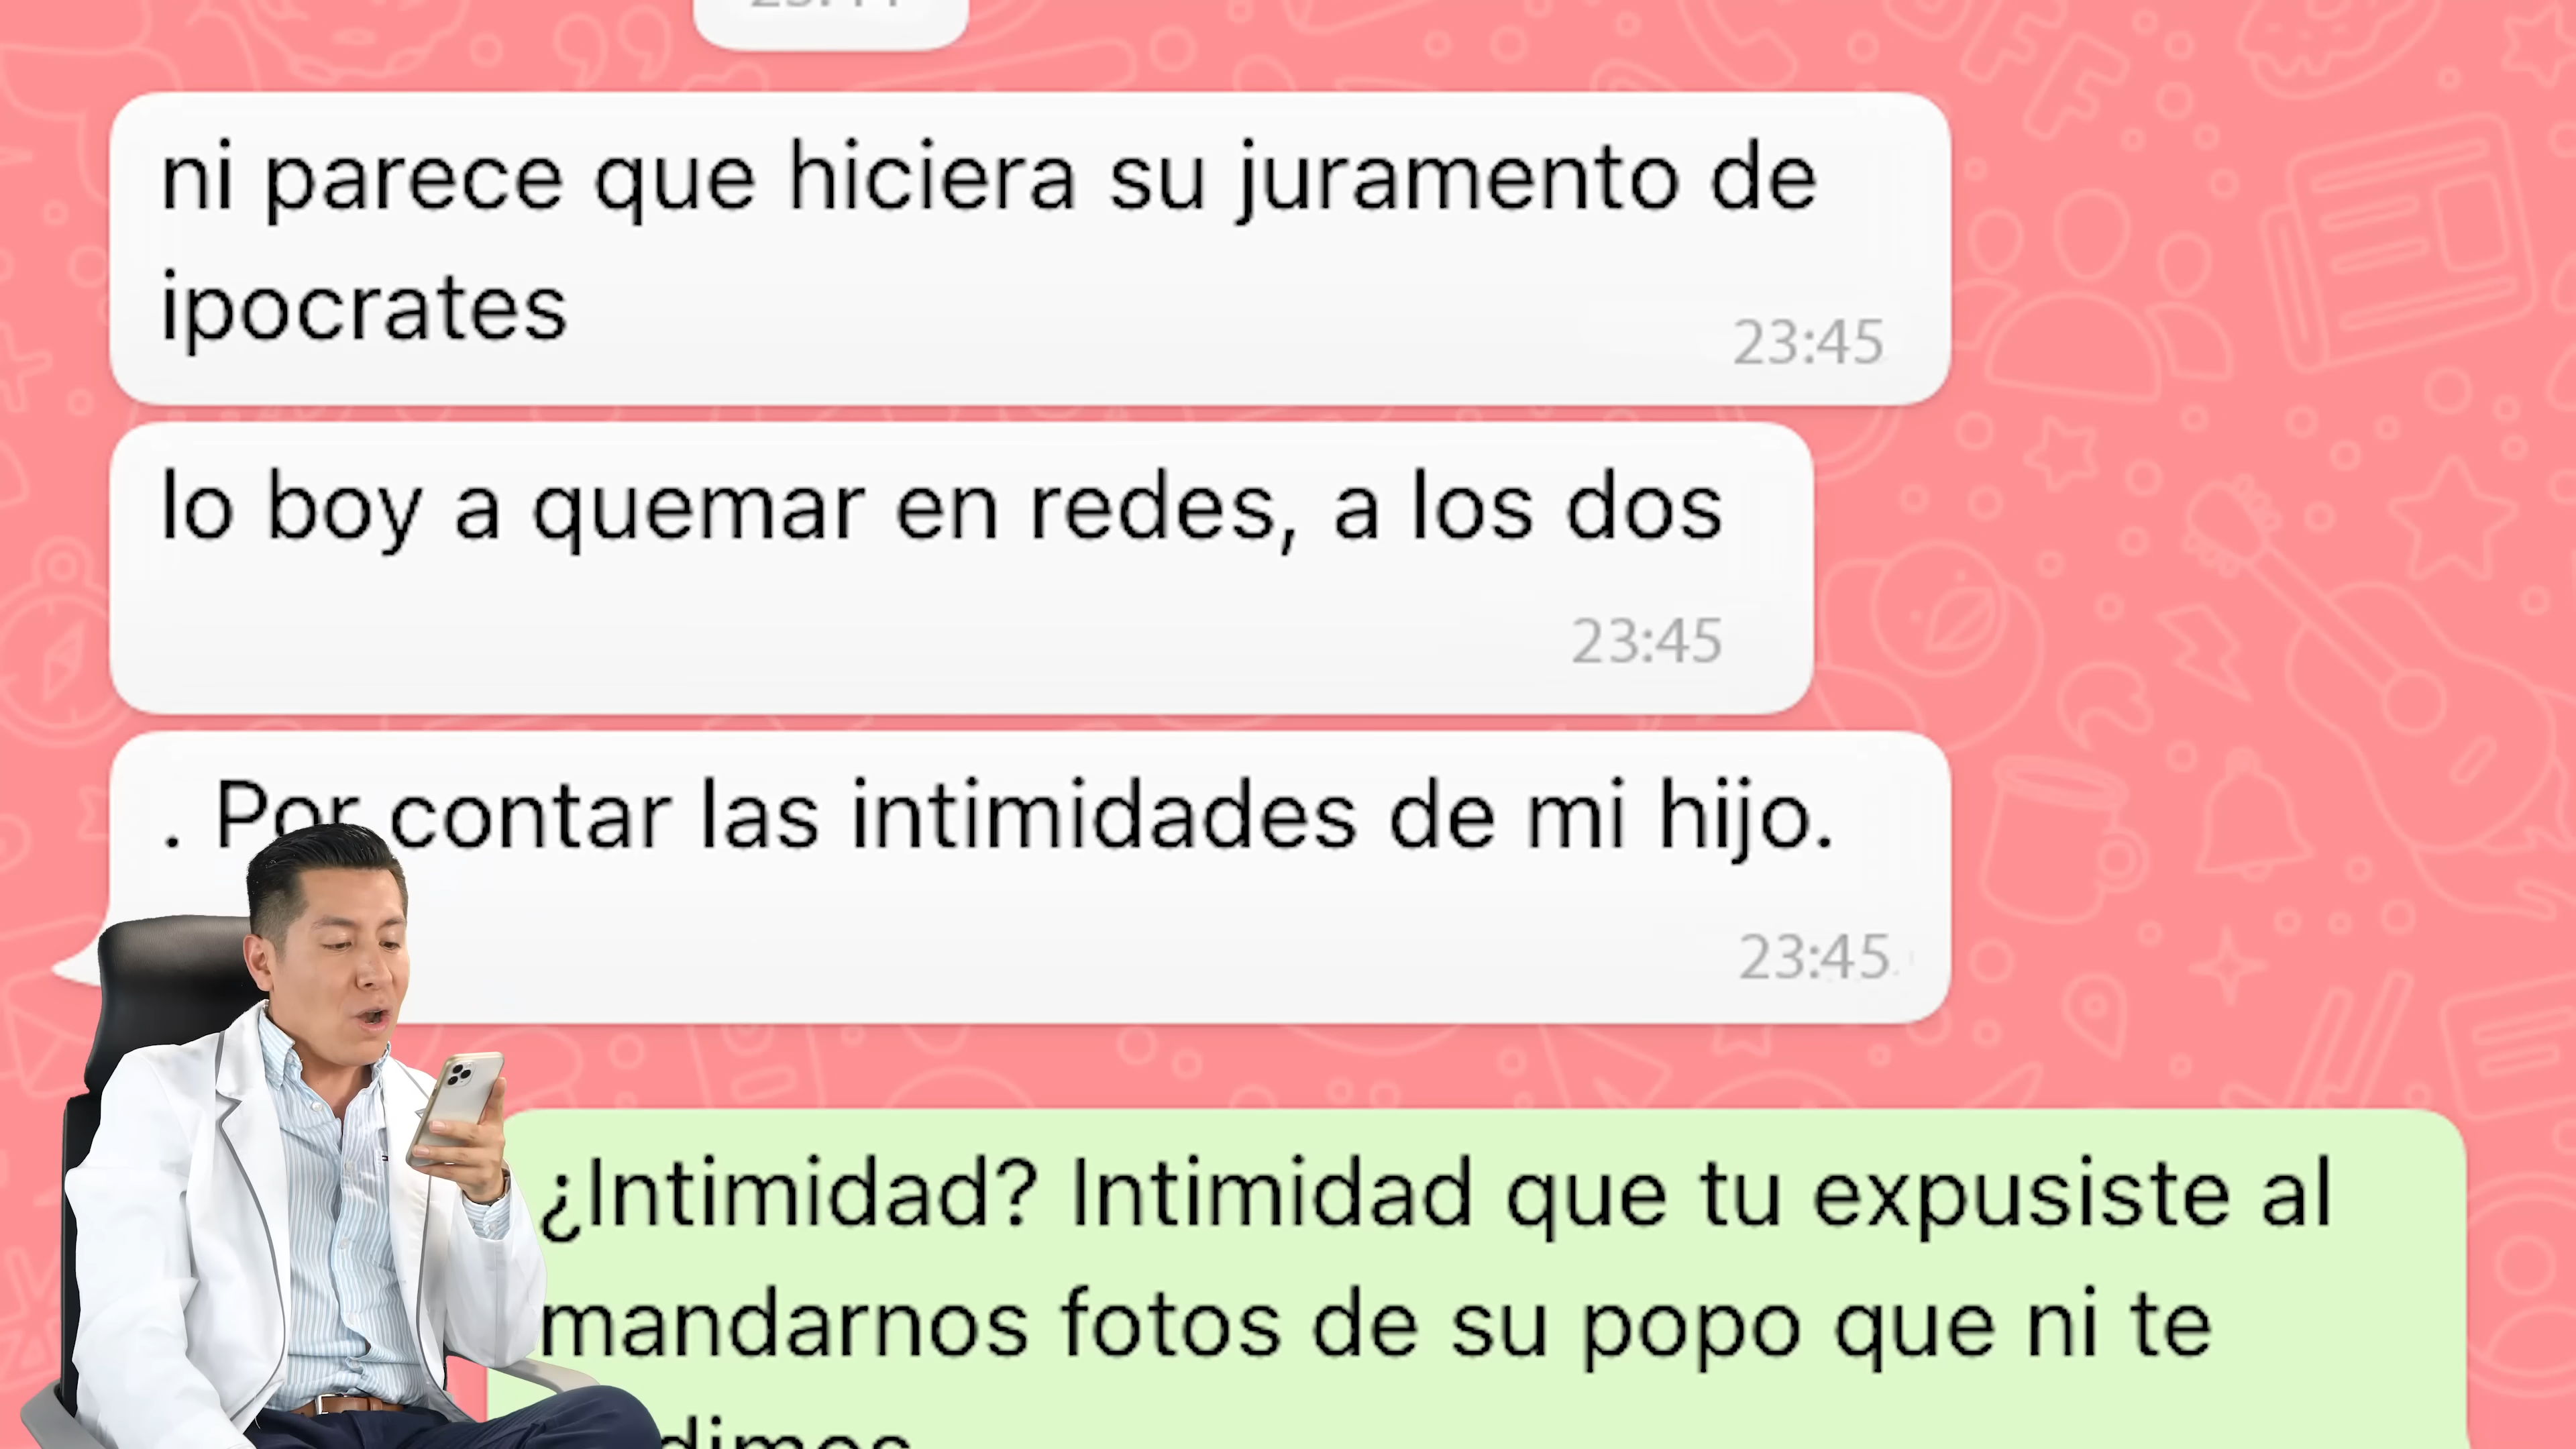 ni parece que hiciera su juramento de
ipocrates
23:45
lo boy a quemar en redes, a los dos
23:45
. Por contar las intimidades de mi hijo.
23:45
¿Intimidad? Intimidad que tu expusiste al
mandarnos fotos de su popo que ni te